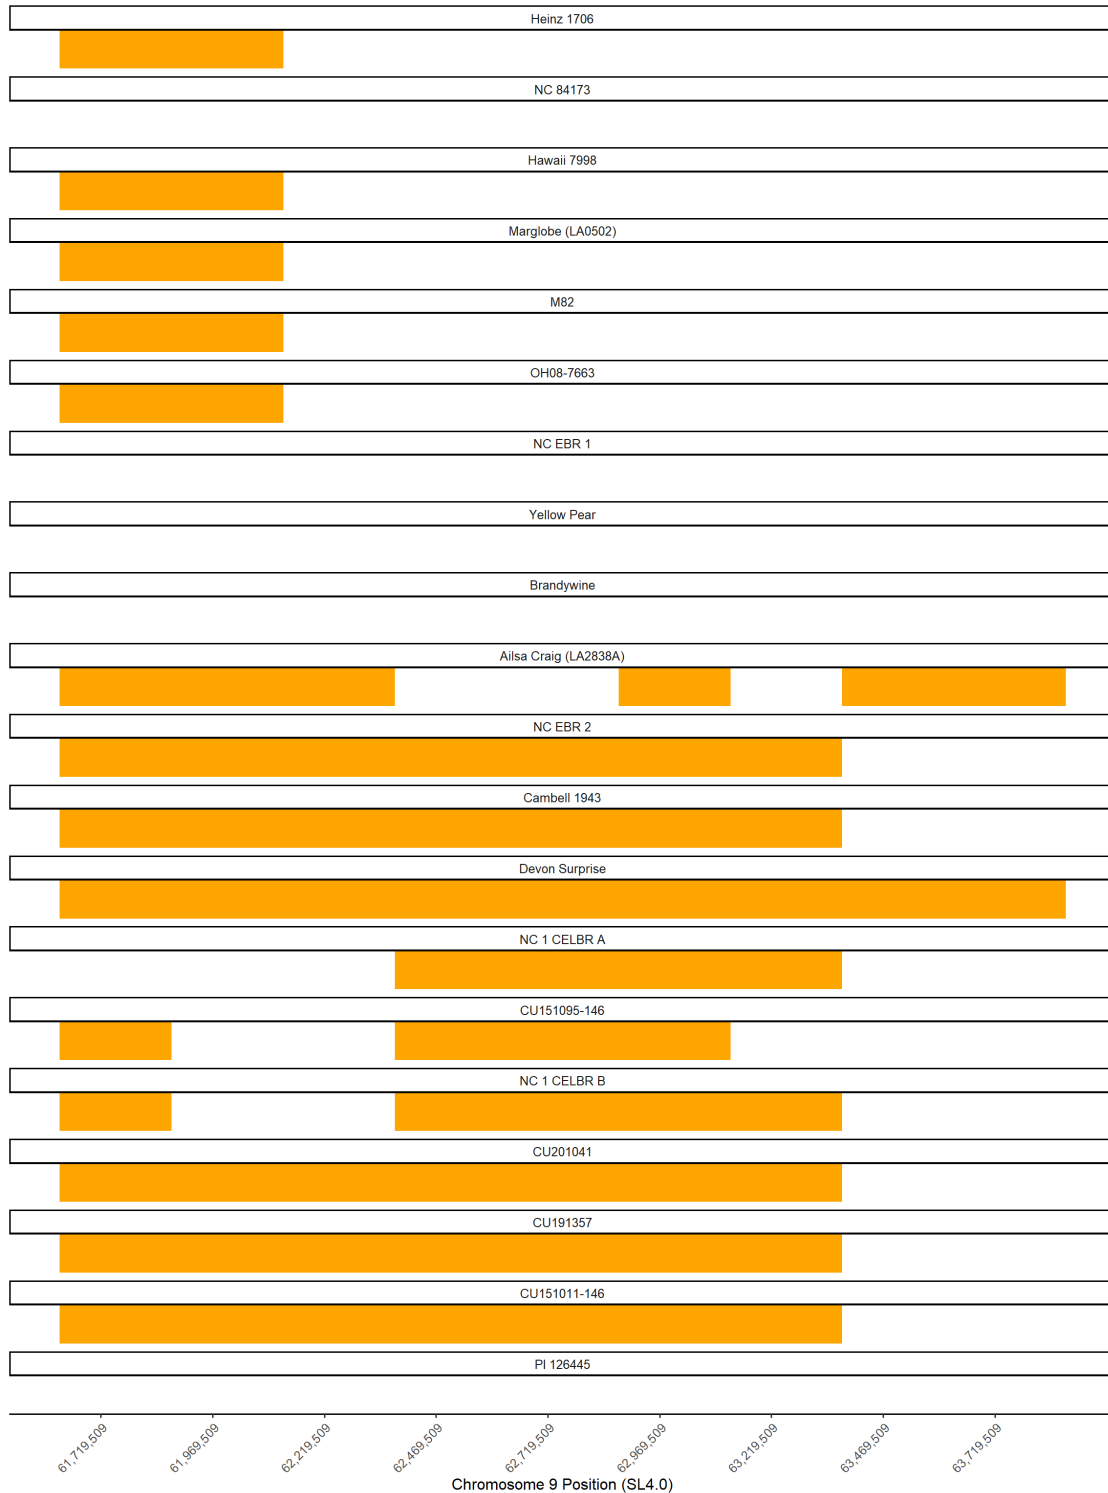 Heinz 1706
NC 84173
Hawaii 7998
Marglobe (LA0502)
M82
OH08-7663
NC EBR 1
Yellow Pear
Brandywine
Ailsa Craig (LA2838A)
NC EBR 2
Cambell 1943
Devon Surprise
NC 1 CELBR A
CU151095-146
NC 1 CELBR B
CU201041
CU191357
CU151011-146
PI 126445
61,719,509
61,969,509
62,219,509
62,469,509
62,719,509
62,969,509
63,219,509
63,469,509
63,719,509
Chromosome 9 Position (SL4.0)